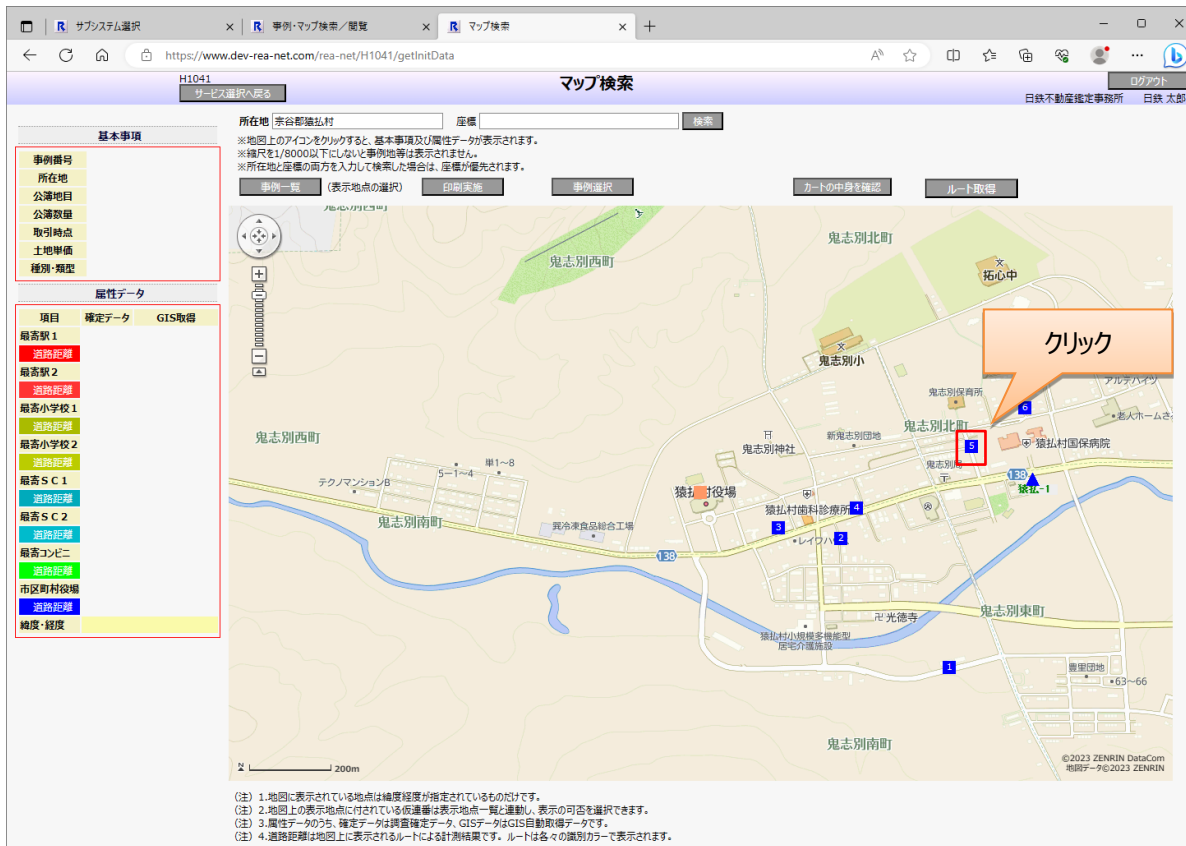 サブシステム選択
事例・マップ検索／閲覧
マップ検索
https://www.dev-rea-net.com/rea-net/H1041/getInitData
H1041
サービス選択へ戻る
マップ検索
ログアウト
日鉄不動産鑑定事務所 日鉄 太郎
所在地 宗谷郡猿払村 座標 検索
※地図上のアイコンをクリックすると、基本事項及び属性データが表示されます。
※縮尺を1/8000以下にしないと事例地等は表示されません。
※所在地と座標の両方を入力して検索した場合は、座標が優先されます。
事例一覧 (表示地点の選択) 印刷実施 事例選択 カートの中身を確認 ルート取得
基本事項
事例番号
所在地
公簿地目
公簿数量
取引時点
土地単価
種別・類型
属性データ
項目 確定データ GIS取得
最寄駅1
道路距離
最寄駅2
道路距離
最寄小学校1
道路距離
最寄小学校2
道路距離
最寄ＳＣ1
道路距離
最寄ＳＣ2
道路距離
最寄コンビニ
道路距離
市区町村役場
道路距離
緯度・経度
鬼志別西町
鬼志別西町
鬼志別北町
文
拓心中
クリック
文
鬼志別小
アルテハイツ
鬼志別保育所
6
老人ホームさ
鬼志別北町
鬼志別西町
新鬼志別団地
鬼志別神社
5
猿払村国保病院
単1～8
5－1～4
鬼志別局
テクノマンションB
138
猿払-1
猿払村役場
猿払村歯科診療所
4
鬼志別南町
巽冷凍食品総合工場
3
レイワハ
2
138
卍光徳寺
鬼志別東町
猿払村小規模多機能型
居宅介護施設
1
豊里団地
63～66
鬼志別南町
200m
©2023 ZENRIN DataCom
地図データ©2023 ZENRIN
（注）1.地図に表示されている地点は緯度経度が指定されているものだけです。
（注）2.地図上の表示地点に付されている仮連番は表示地点一覧と連動し、表示の可否を選択できます。
（注）3.属性データのうち、確定データは調査確定データ、GISデータはGIS自動取得データです。
（注）4.道路距離は地図上に表示されるルートによる計測結果です。ルートは各々の識別カラーで表示されます。